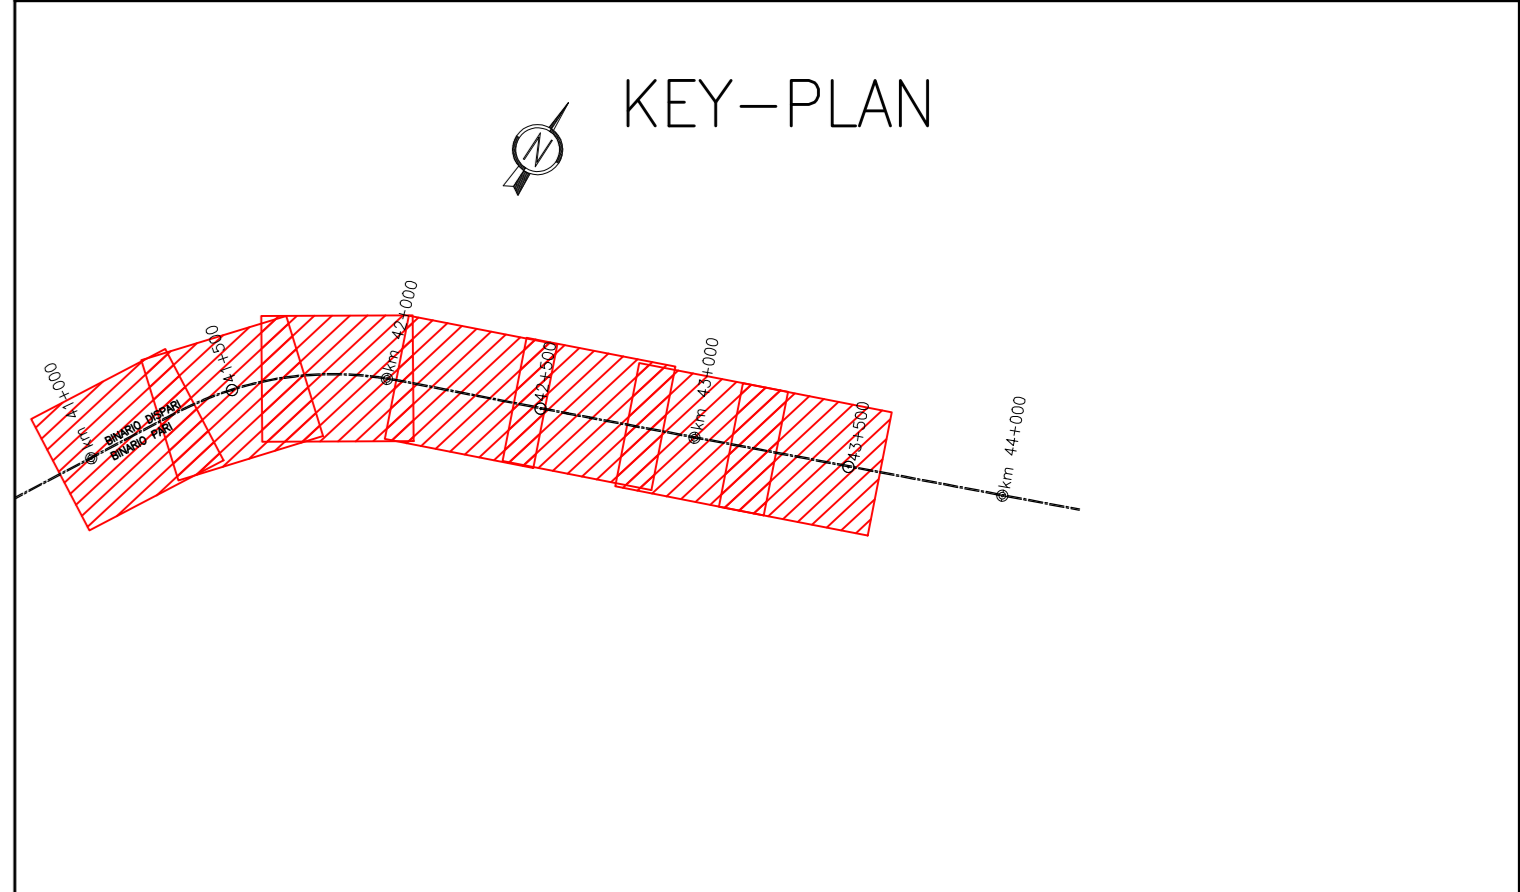 KEY-PLAN
N
km 41+000
BINARIO DISPARI
BINARIO PARI
41+500
km 42+000
42+500
km 43+000
43+500
km 44+000